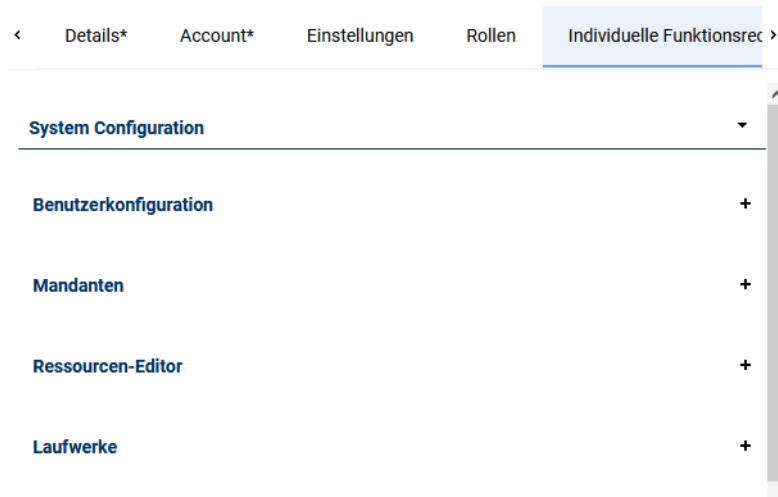 Details* Account* Einstellungen Rollen Individuelle Funktionsrec
System Configuration
Benutzerkonfiguration
Mandanten
Ressourcen-Editor
Laufwerke